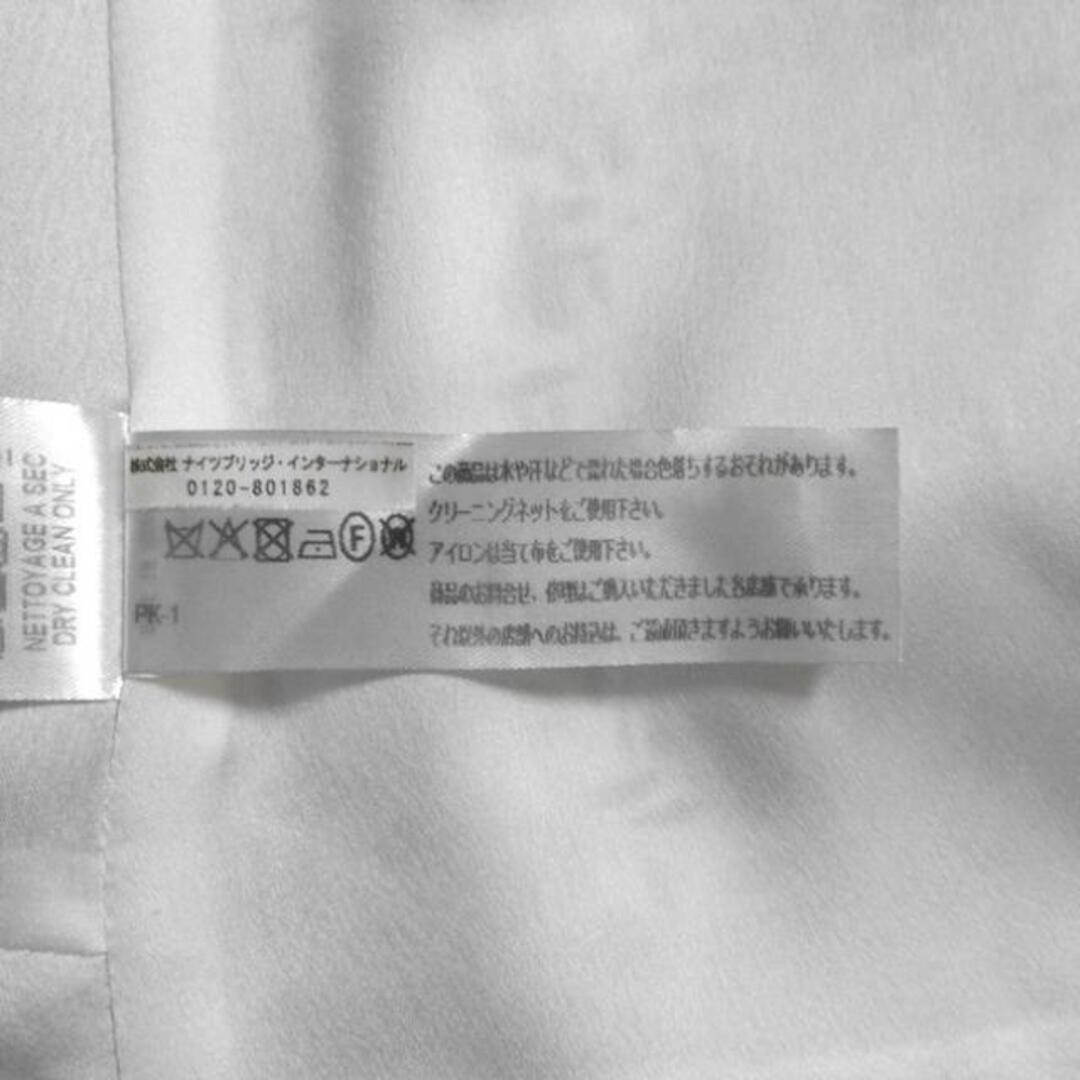 NETTOYAGE A SEC
DRY CLEAN ONLY
株式会社 ナイツブリッジ・インターナショナル
0120-801862
F
W
PK-1
この商品は水や汗などで濡れた場合色落ちするおそれがあります。
クリーニングネットをご使用下さい。
アイロンは当て布をご使用下さい。
商品のお問合せ、修理はご購入いただきました各店舗で承ります。
それ以外の店舗へのお持込は、ご遠慮頂きますようお願いいたします。